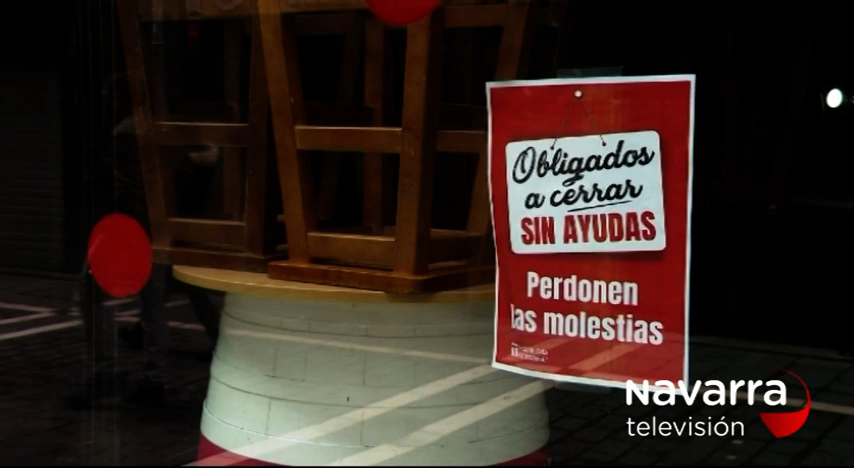 Obligados
a cerrar
SIN AYUDAS
Perdonen
las molestias
Navarra
televisión